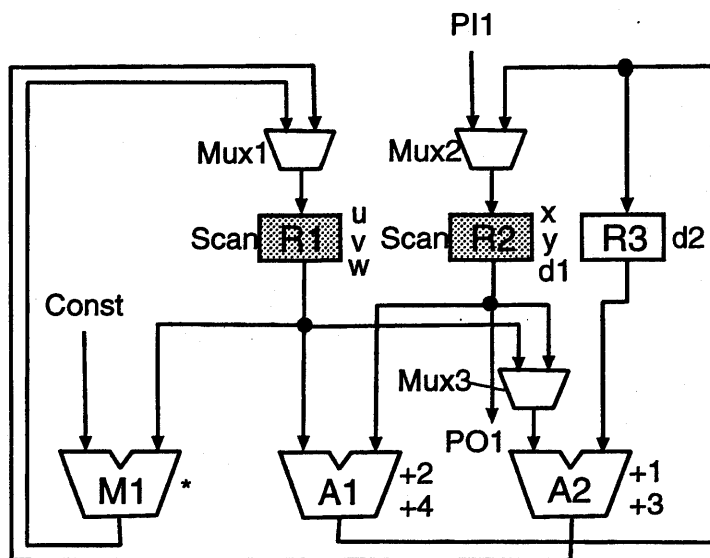 PI1
Mux1
Mux2
Scan R1 u v w
Scan R2 x y d1
R3 d2
Const
Mux3
PO1
M1 *
A1 +2 +4
A2 +1 +3